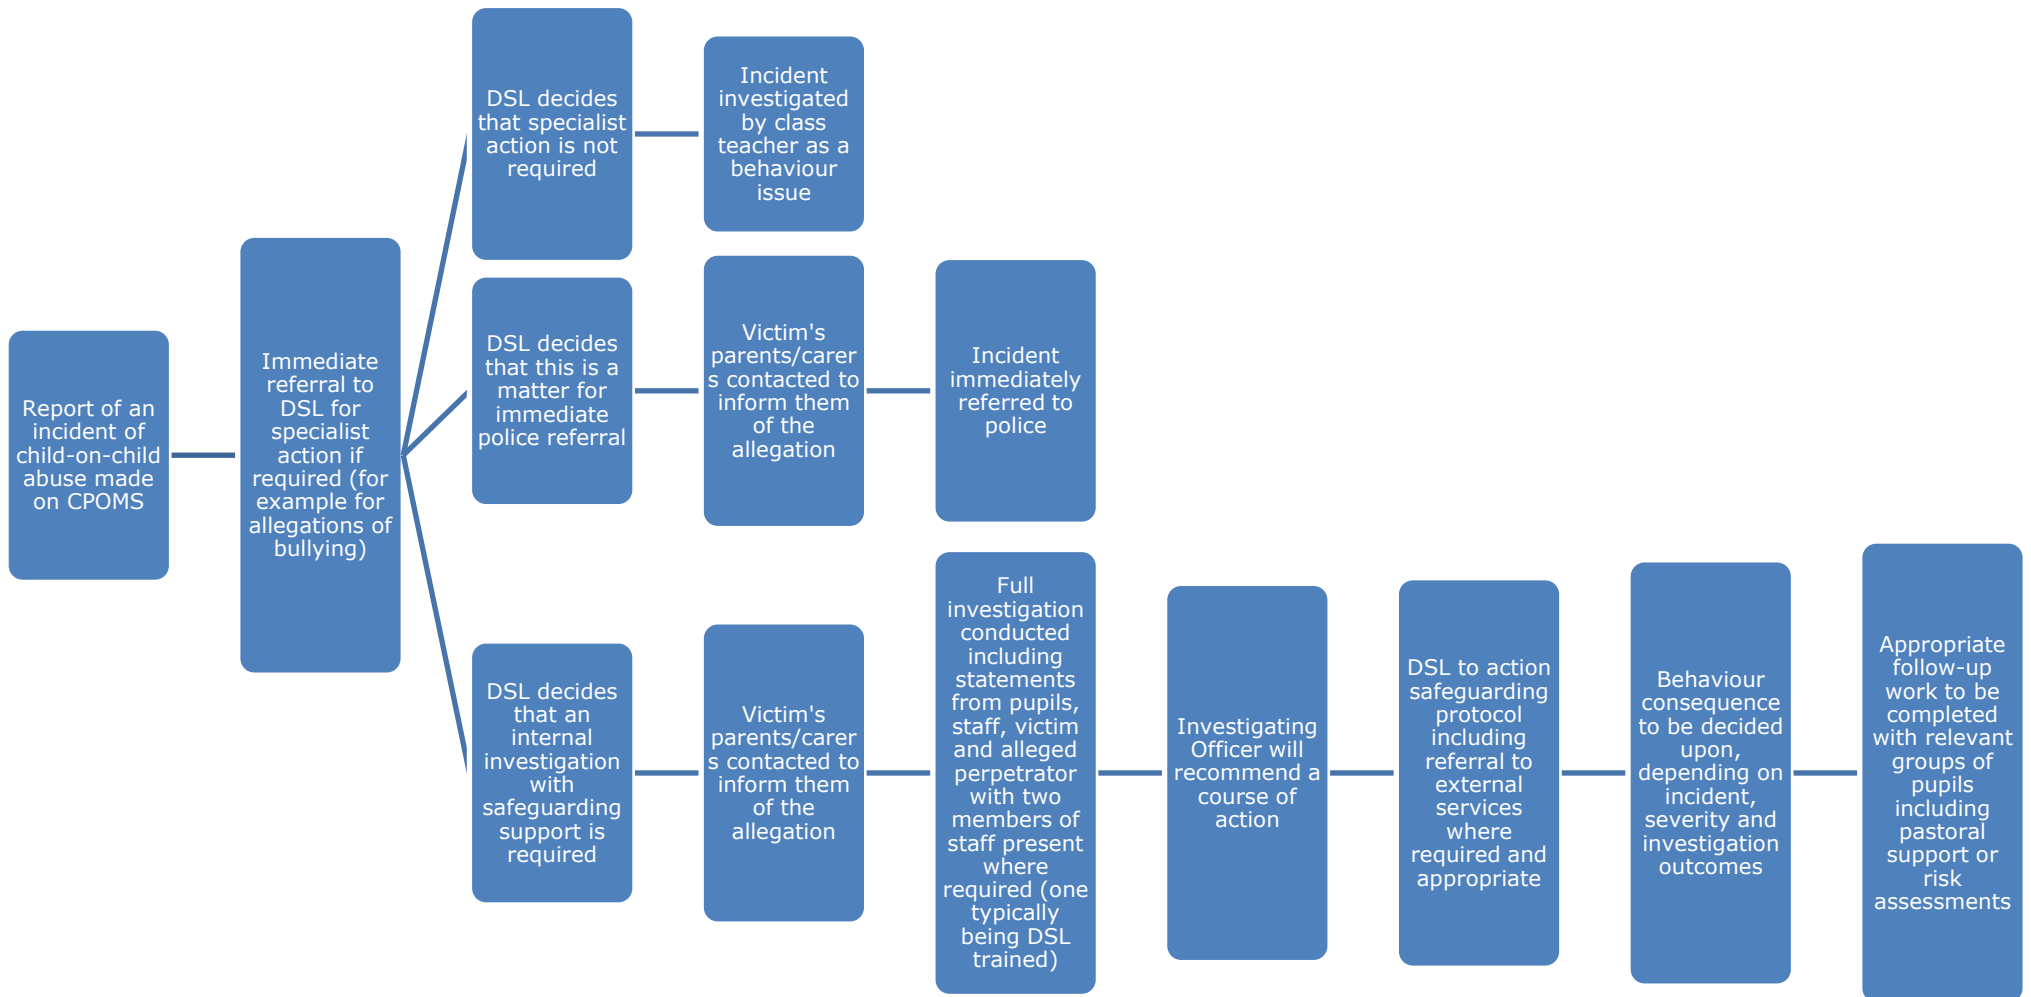 Report of an
incident of
child-on-child
abuse made
on CPOMS
Immediate
referral to
DSL for
specialist
action if
required (for
example for
allegations of
bullying)
DSL decides
that specialist
action is not
required
Incident
investigated
by class
teacher as a
behaviour
issue
DSL decides
that this is a
matter for
immediate
police referral
Victim's
parents/carer
s contacted to
inform them
of the
allegation
Incident
immediately
referred to
police
DSL decides
that an
internal
investigation
with
safeguarding
support is
required
Victim's
parents/carer
s contacted to
inform them
of the
allegation
Full
investigation
conducted
including
statements
from pupils,
staff, victim
and alleged
perpetrator
with two
members of
staff present
where
required (one
typically
being DSL
trained)
Investigating
Officer will
recommend a
course of
action
DSL to action
safeguarding
protocol
including
referral to
external
services
where
required and
appropriate
Behaviour
consequence
to be decided
upon,
depending on
incident,
severity and
investigation
outcomes
Appropriate
follow-up
work to be
completed
with relevant
groups of
pupils
including
pastoral
support or
risk
assessments